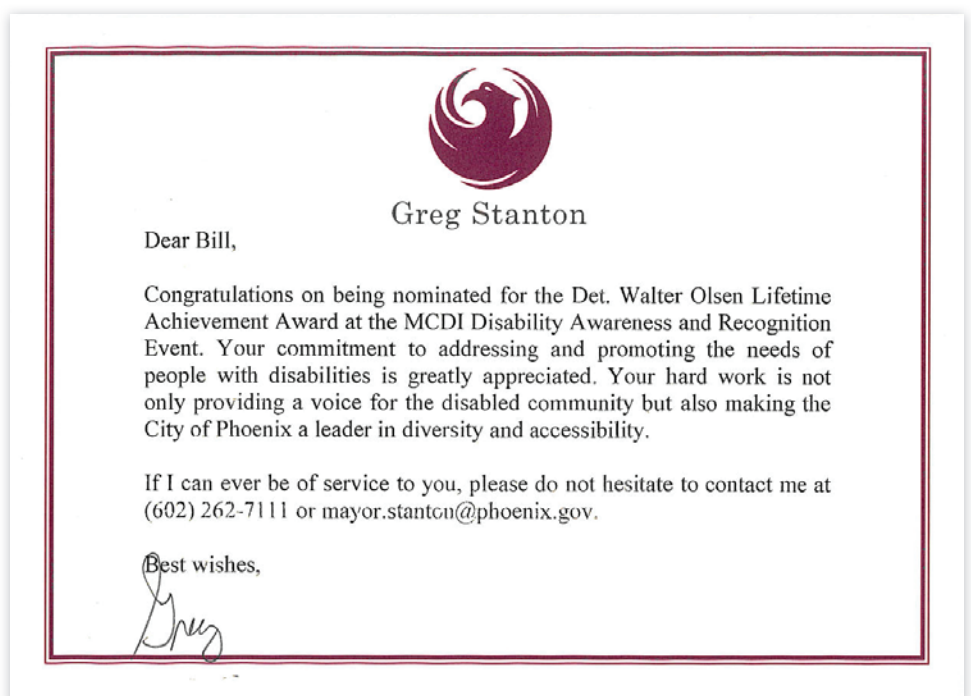 Greg Stanton
Dear Bill,
Congratulations on being nominated for the Det. Walter Olsen Lifetime
Achievement Award at the MCDI Disability Awareness and Recognition
Event. Your commitment to addressing and promoting the needs of
people with disabilities is greatly appreciated. Your hard work is not
only providing a voice for the disabled community but also making the
City of Phoenix a leader in diversity and accessibility.
If I can ever be of service to you, please do not hesitate to contact me at
(602) 262-7111 or mayor.stanton@phoenix.gov.
Best wishes,
Greg